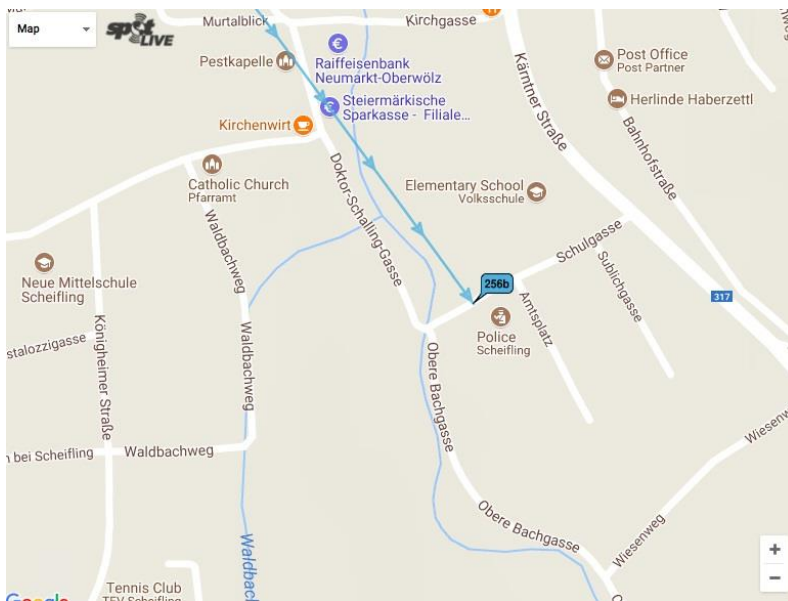 Map
spot
LIVE
Murtalblick
Kirchgasse
Pestkapelle
Raiffeisenbank
Neumarkt-Oberwölz
Post Office
Post Partner
Steiermärkische
Sparkasse - Filiale...
Herlinde Haberzettl
Kirchenwirt
Kärntner Straße
Bahnhofstraße
Catholic Church
Pfarramt
Doktor-Schalling-Gasse
Elementary School
Volksschule
Waldbachweg
Schulgasse
Neue Mittelschule
Scheifling
256b
Sublichgasse
317
Amtsplatz
Police
Scheifling
Königheimer Straße
stalozzigasse
Waldbachweg
Obere Bachgasse
Wiesenw
n bei Scheifling
Waldbachweg
Obere Bachgasse
Wiesenweg
Waldbach
+
−
Tennis Club
TEV Scheifling
Google